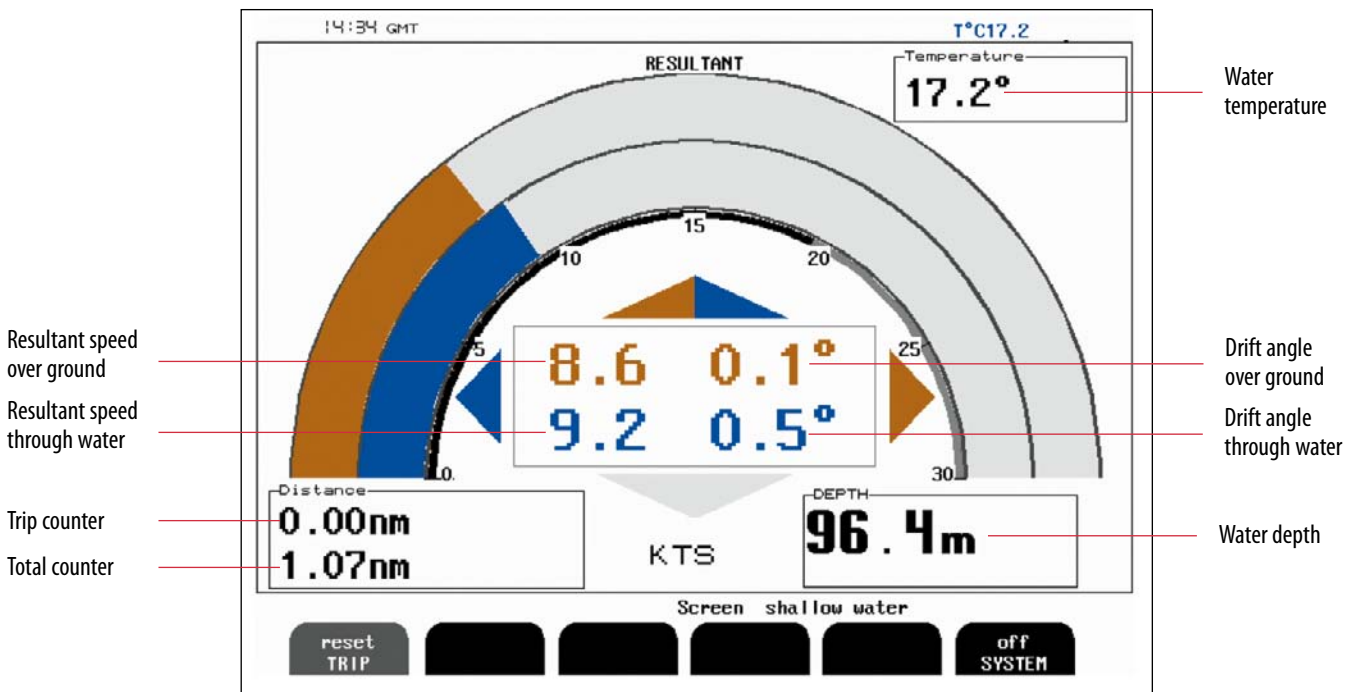 14:34 GMT
T°C17.2
RESULTANT
Temperature
17.2°
Water
temperature
15
10
20
5
25
0
30
8.6 0.1°
9.2 0.5°
Resultant speed
over ground
Resultant speed
through water
Drift angle
over ground
Drift angle
through water
Distance
0.00nm
1.07nm
Trip counter
Total counter
KTS
DEPTH
96.4m
Water depth
Screen shallow water
reset
TRIP
off
SYSTEM